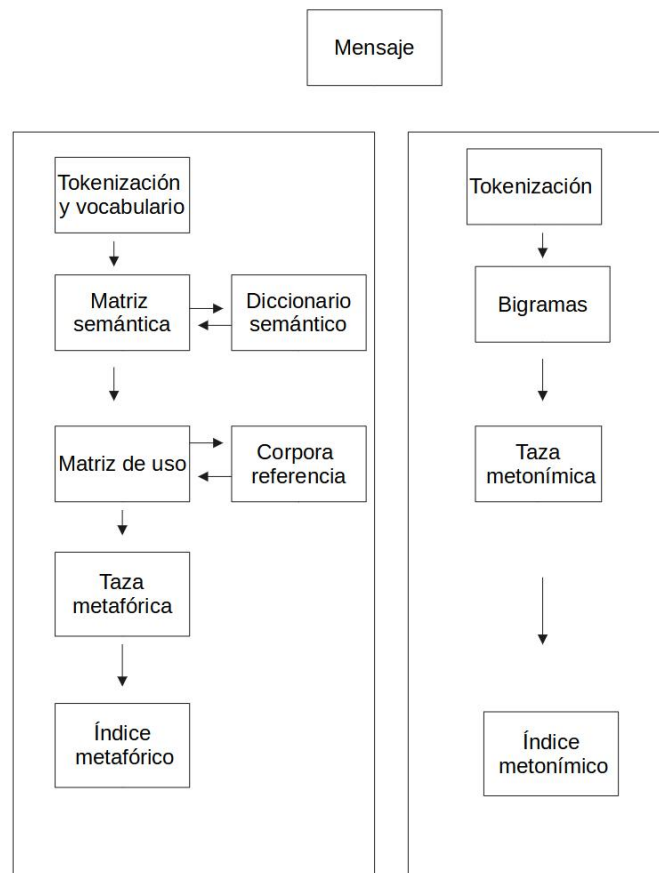 Mensaje
Tokenización
y vocabulario
Matriz
semántica
Diccionario
semántico
Matriz de uso
Corpora
referencia
Taza
metafórica
Índice
metafórico
Tokenización
Bigramas
Taza
metonímica
Índice
metonímico